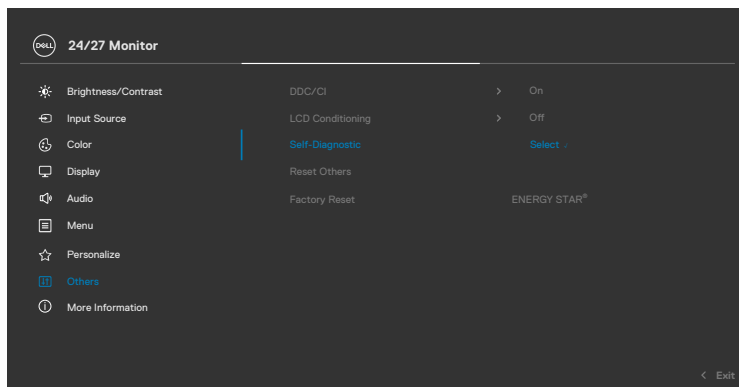 DELL 24/27 Monitor
Brightness/Contrast DDC/CI > On
Input Source LCD Conditioning > Off
Color Self-Diagnostic Select ✓
Display Reset Others
Audio Factory Reset ENERGY STAR®
Menu
Personalize
Others
More Information
< Exit